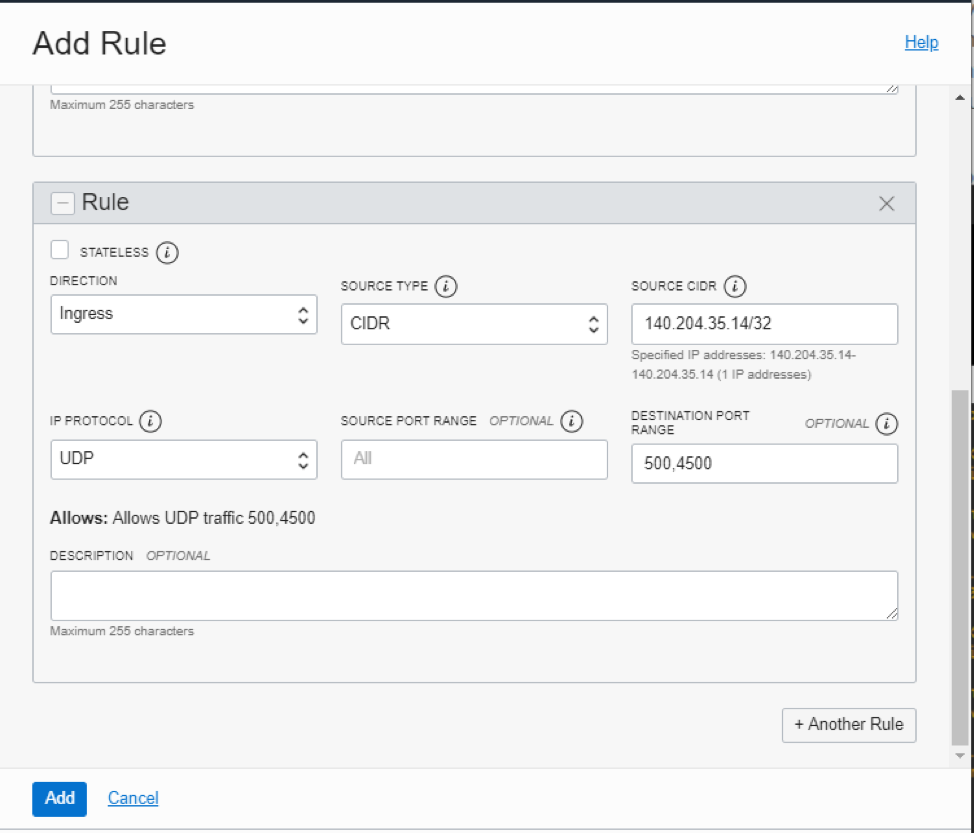 Add Rule
Help
Maximum 255 characters
Rule
STATELESS i
DIRECTION
SOURCE TYPE i
SOURCE CIDR i
Ingress
CIDR
140.204.35.14/32
Specified IP addresses: 140.204.35.14-
140.204.35.14 (1 IP addresses)
IP PROTOCOL i
SOURCE PORT RANGE OPTIONAL i
DESTINATION PORT
RANGE
OPTIONAL i
UDP
All
500,4500
Allows: Allows UDP traffic 500,4500
DESCRIPTION OPTIONAL
Maximum 255 characters
+ Another Rule
Add
Cancel